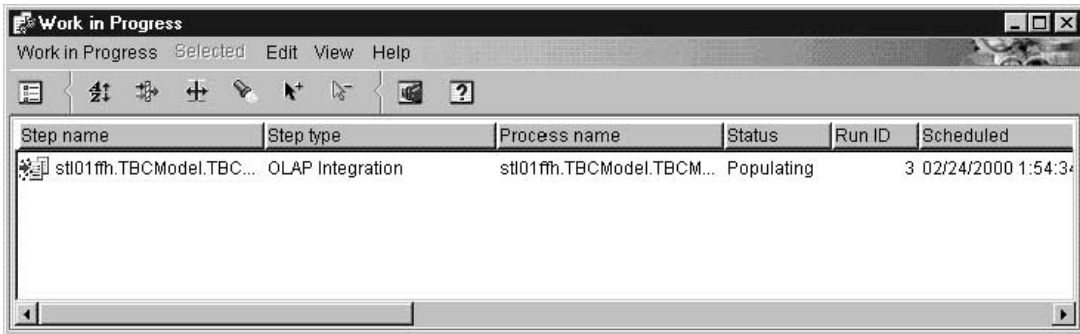 Work in Progress
Work in Progress Selected Edit View Help
Step name Step type Process name Status Run ID Scheduled
stl01ffh.TBCModel.TBC... OLAP Integration stl01ffh.TBCModel.TBCM... Populating 3 02/24/2000 1:54:34